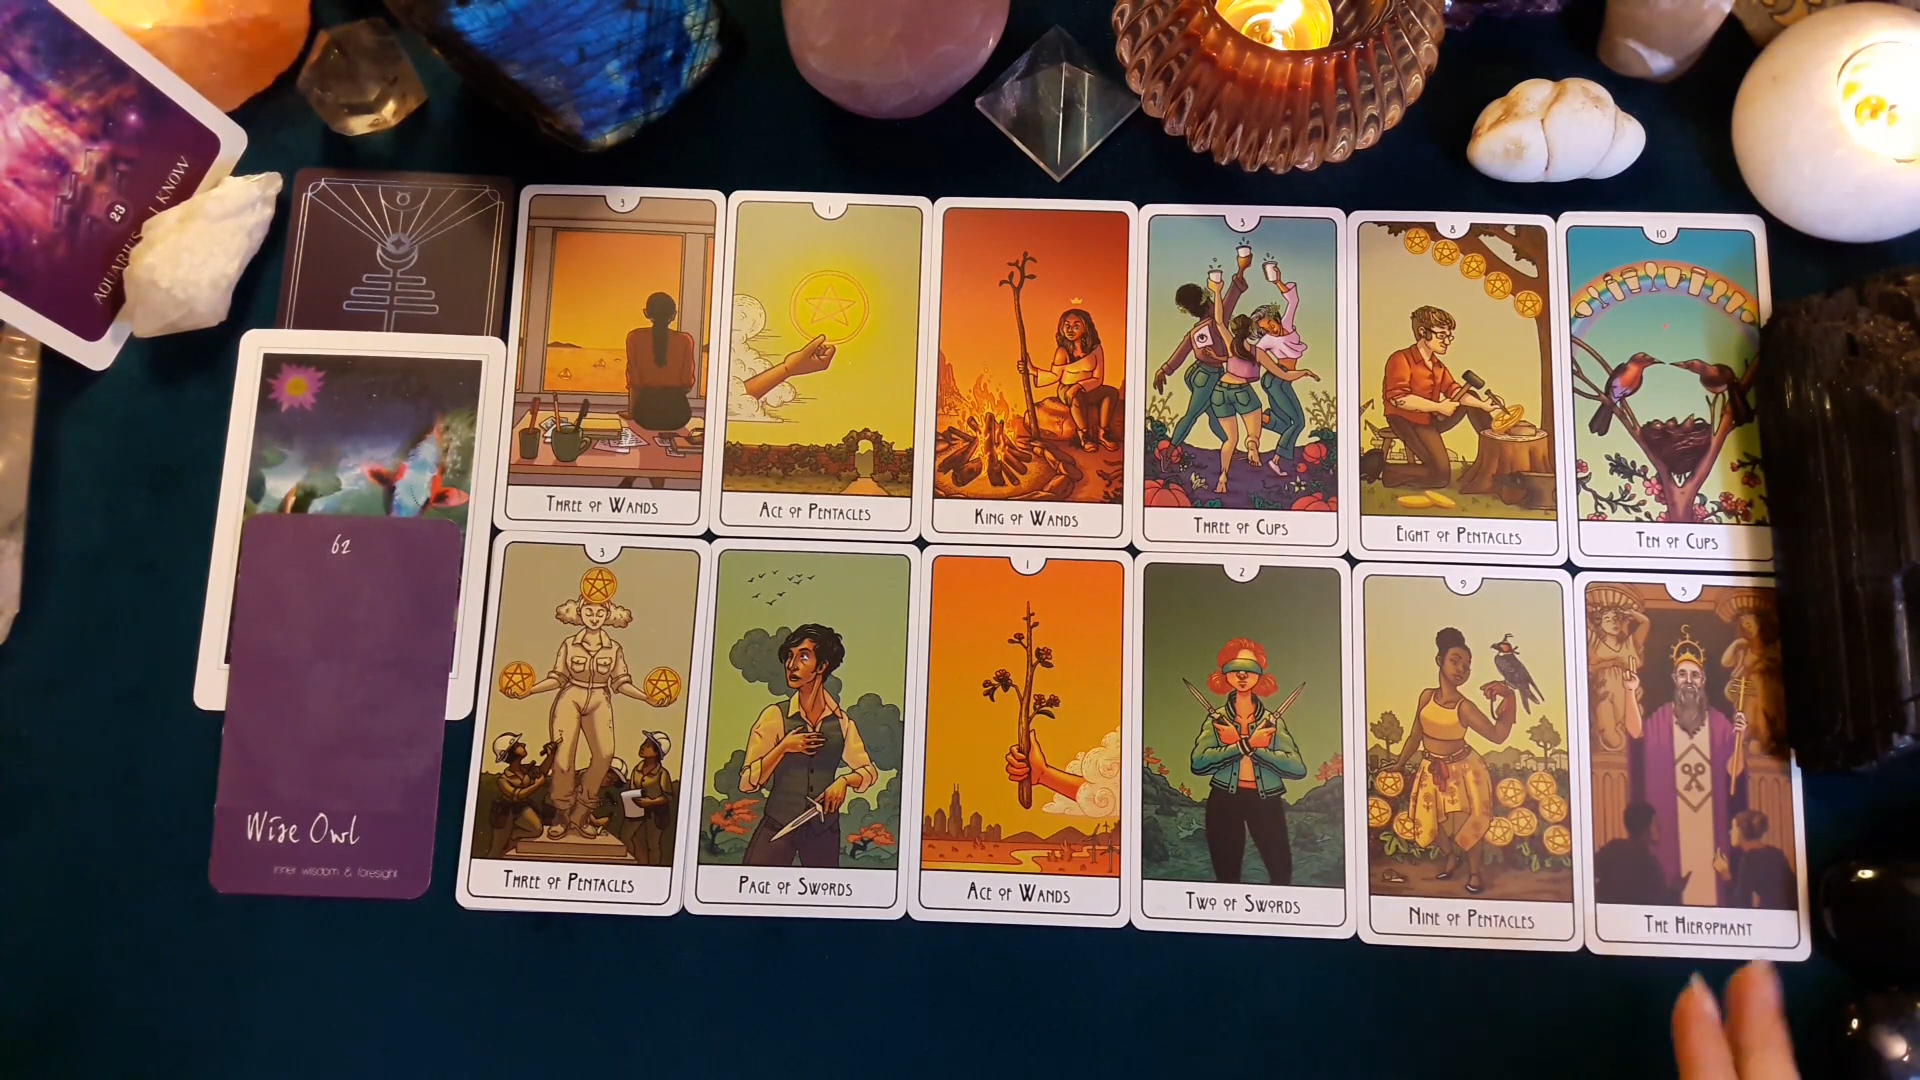 23
AQUARIUS I KNOW
3
THREE OF WANDS
1
ACE OF PENTACLES
KING OF WANDS
3
THREE OF CUPS
8
EIGHT OF PENTACLES
10
TEN OF CUPS
62
Wise Owl
inner wisdom & foresight
3
THREE OF PENTACLES
PAGE OF SWORDS
1
ACE OF WANDS
2
TWO OF SWORDS
9
NINE OF PENTACLES
5
THE HIEROPHANT